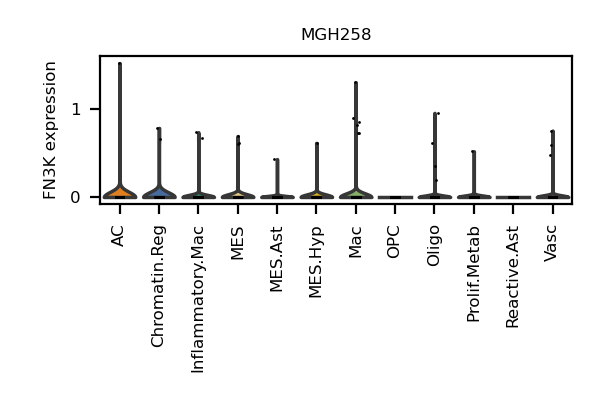 MGH258
FN3K expression
1
0
AC
Chromatin.Reg
Inflammatory.Mac
MES
MES.Ast
MES.Hyp
Mac
OPC
Oligo
Prolif.Metab
Reactive.Ast
Vasc